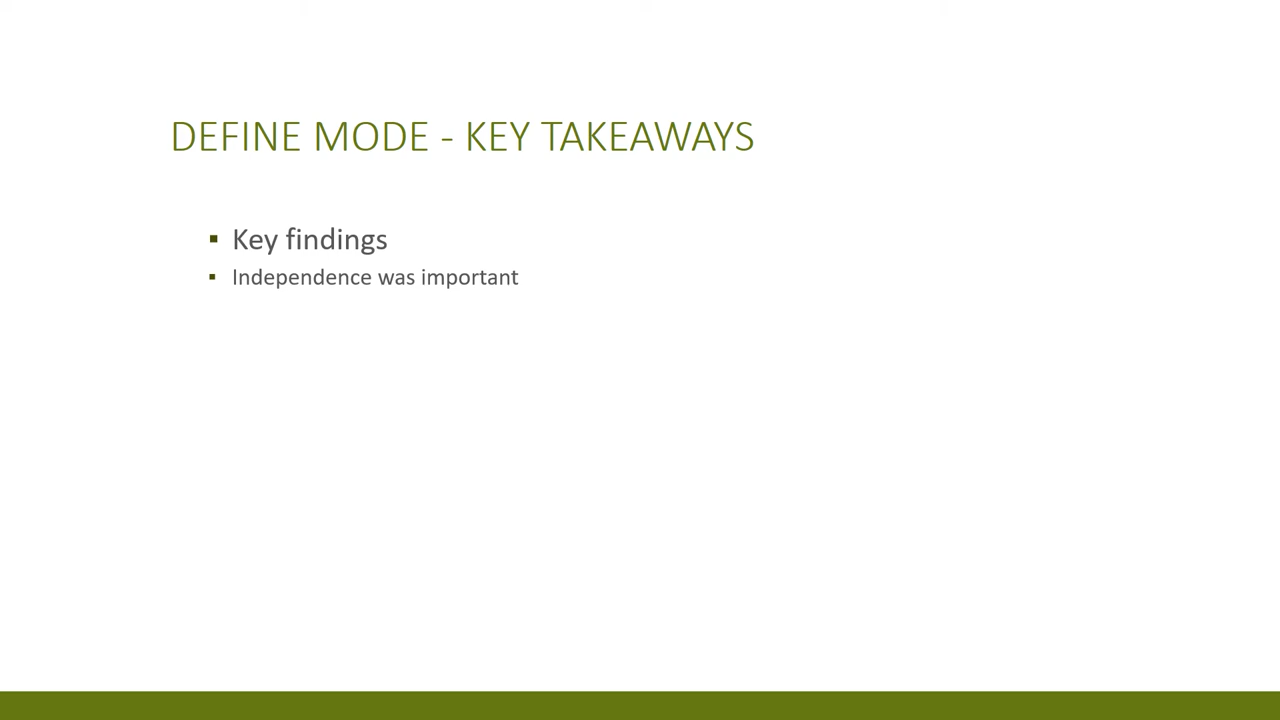 DEFINE MODE - KEY TAKEAWAYS
▪ Key findings
▪ Independence was important